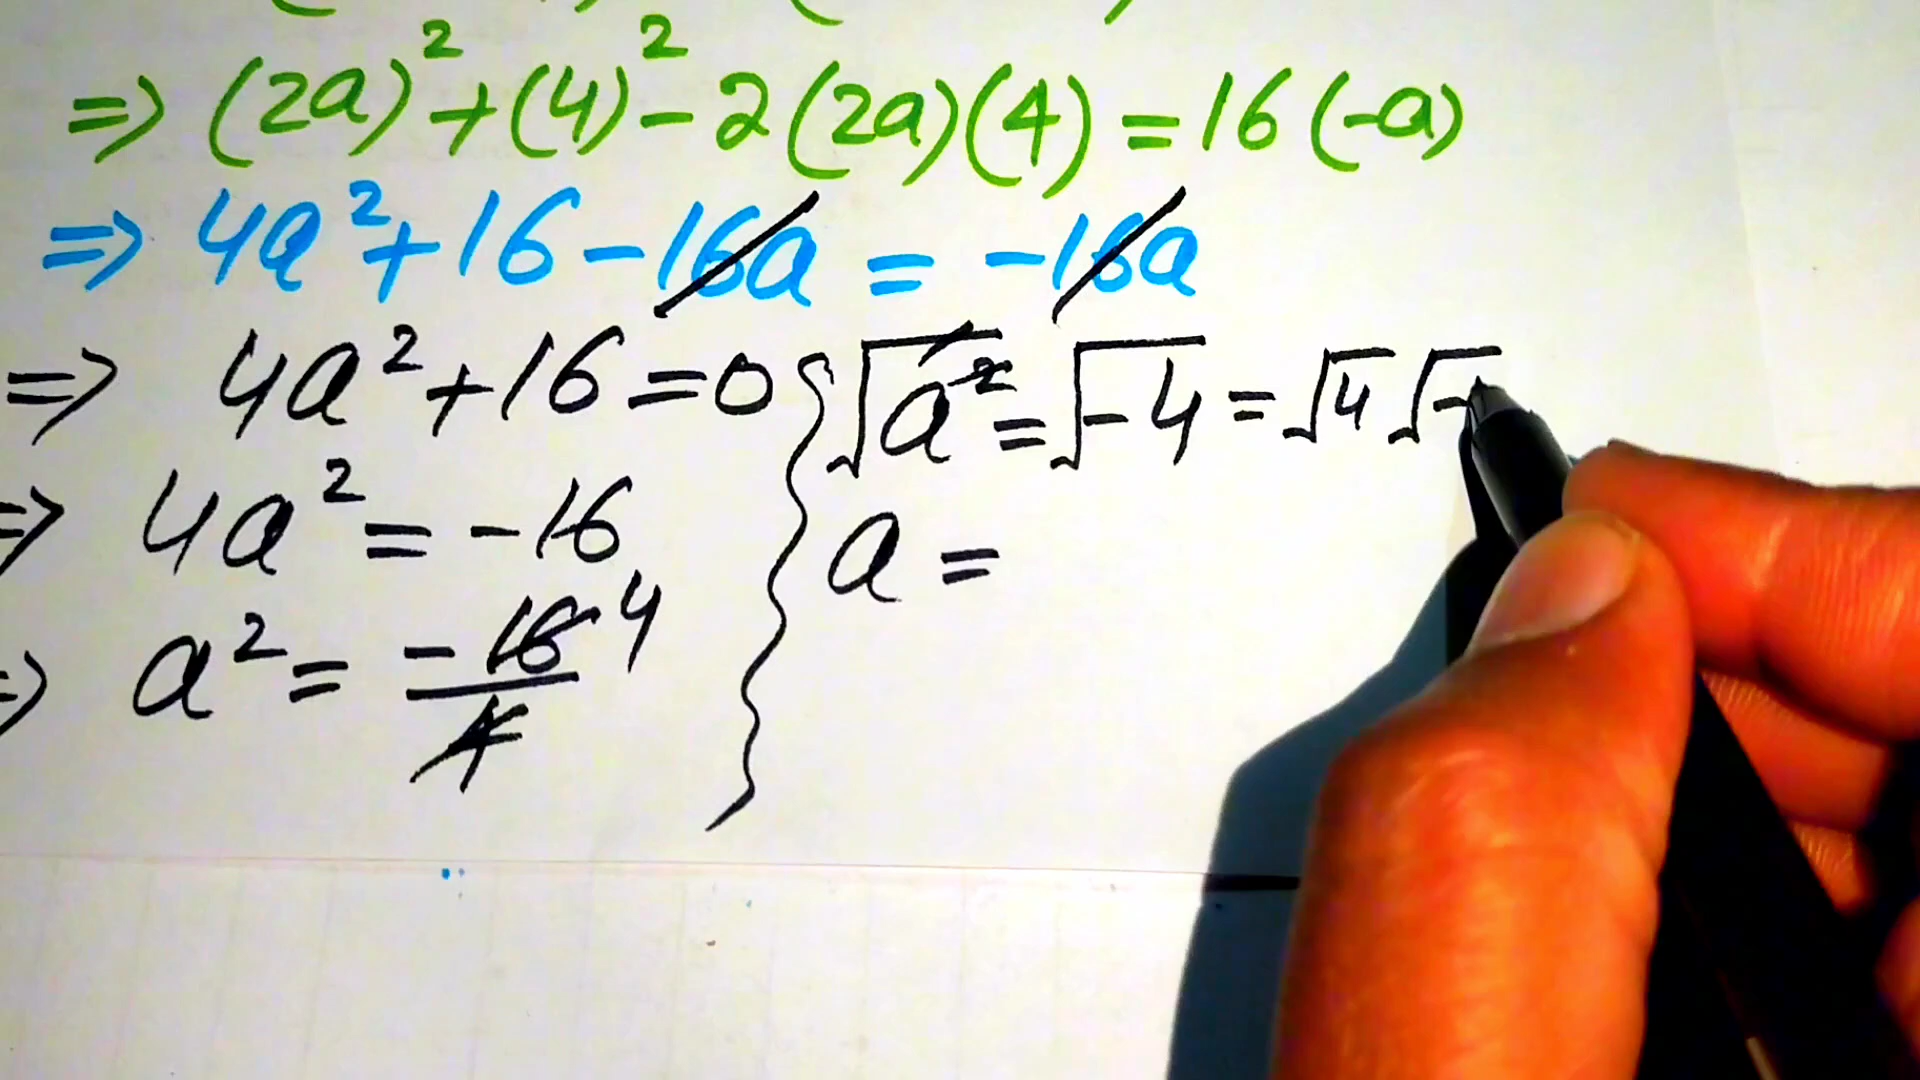 => (2a)² + (4)² - 2(2a)(4) = 16(-a)
=> 4a² + 16 - 16a = -16a
=> 4a² + 16 = 0
=> 4a² = -16
=> a² = -16/4 4
√a² = √-4 = √4 √-
a =